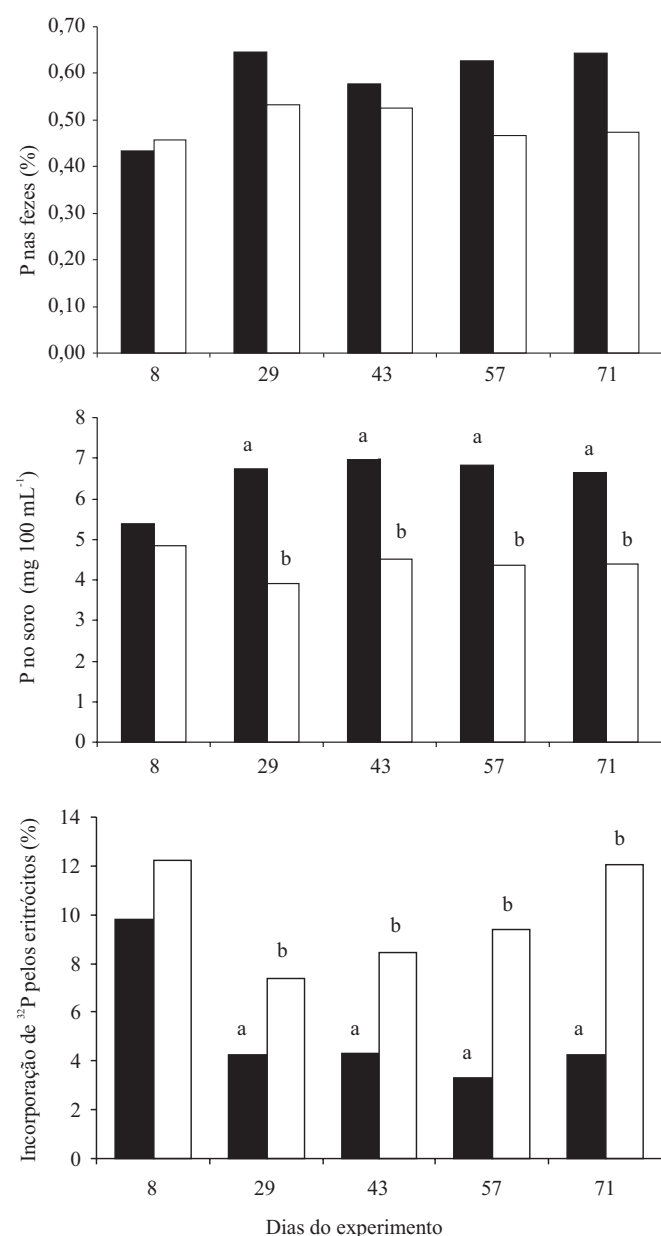 0,70
0,60
0,50
0,40
0,30
0,20
0,10
0,00
P nas fezes (%)
8 29 43 57 71
8
7
6
5
4
3
2
1
0
P no soro (mg 100 mL⁻¹)
a a a a
b b b b
8 29 43 57 71
14
12
10
8
6
4
2
0
Incorporação de ³²P pelos eritrócitos (%)
b b b b
a a a a
8 29 43 57 71
Dias do experimento